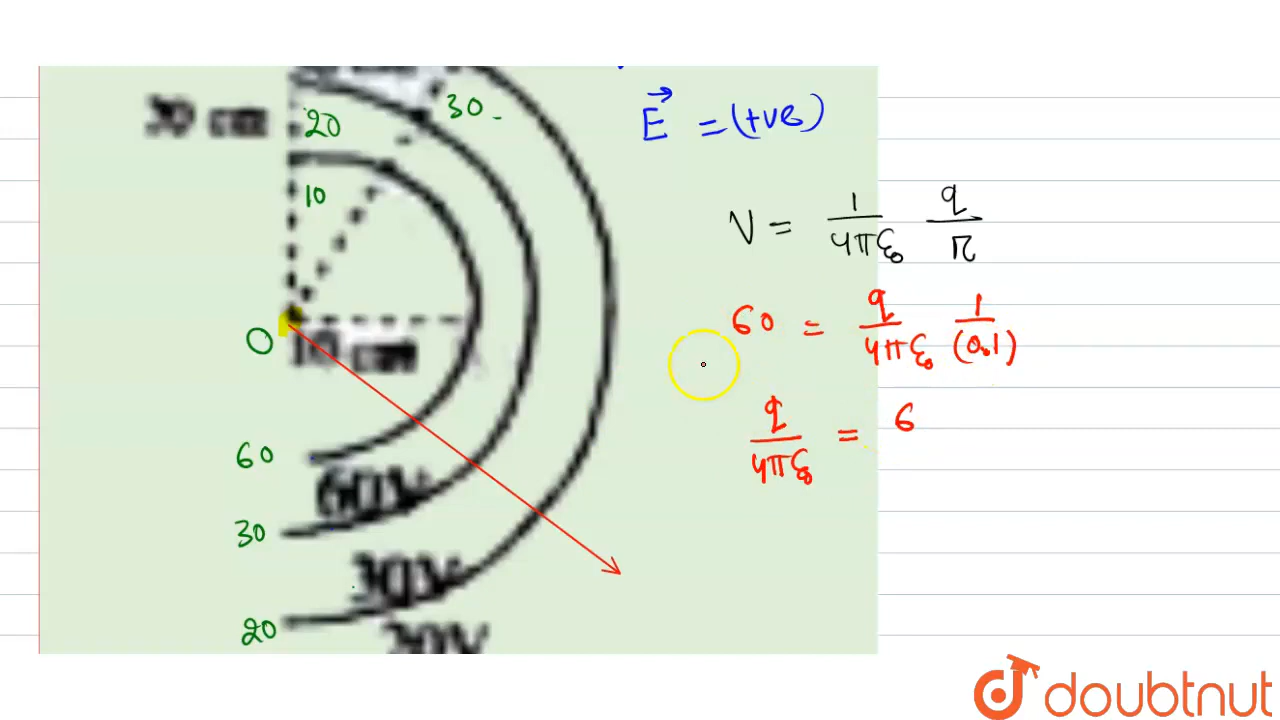 30 cm
20
30
10
10 cm
O
60
60V
30
30V
20
20V
E⃗ = (+ve)
V = 1/4πε₀ q/r
60 = q/4πε₀ 1/(0.1)
q/4πε₀ = 6
doubtnut